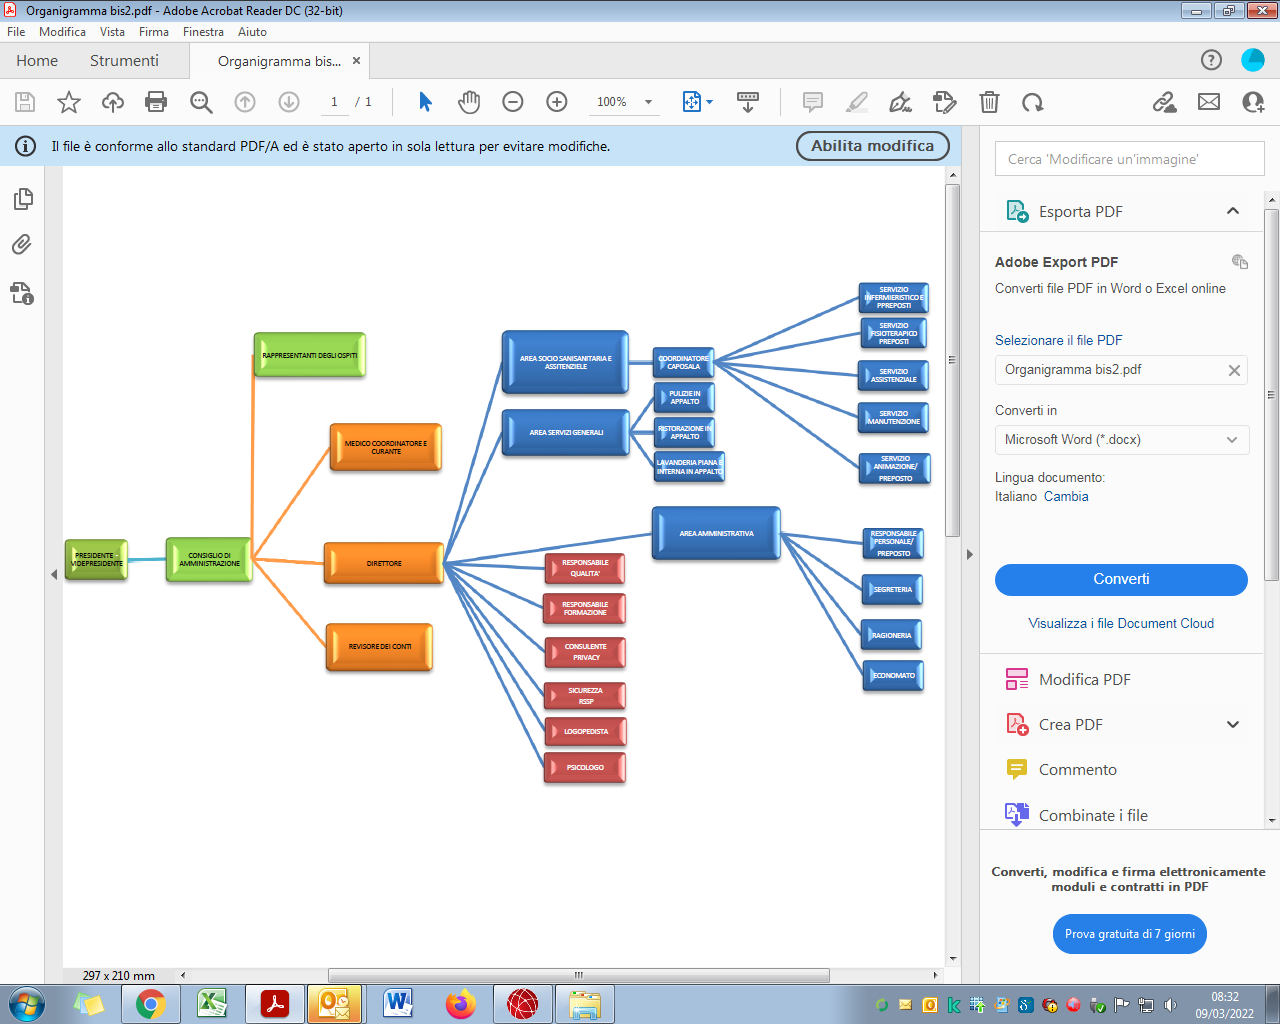 Organigramma bis2.pdf - Adobe Acrobat Reader DC (32-bit)
File Modifica Vista Firma Finestra Aiuto
Home Strumenti Organigramma bis...
1 / 1 100%
Il file è conforme allo standard PDF/A ed è stato aperto in sola lettura per evitare modifiche.
Abilita modifica
RAPPRESENTANTI DEGLI OSPITI
MEDICO COORDINATORE E
CURANTE
PRESIDENTE -
VIDEPRESIDENTE
CONSIGLIO DI
AMMINISTRAZIONE
DIRETTORE
REVISORE DEI CONTI
AREA SOCIO SANISANITARIA E
ASSITENZIELE
AREA SERVIZI GENERALI
COORDINATORE
CAPOSALA
PULIZIE IN
APPALTO
RISTORAZIONE IN
APPALTO
LAVANDERIA PIANA E
INTERNA IN APPALTO
SERVIZIO
INFERMIERISTICO E
PPREPOSTI
SERVIZIO
FISIOTERAPICO
PREPOSTI
SERVIZIO
ASSISTENZIALE
SERVIZIO
MANUTENZIONE
SERVIZIO
ANIMAZIONE/
PREPOSTO
AREA AMMINISTRATIVA
RESPONSABILE
PERSONALE/
PREPOSTO
SEGRETERIA
RAGIONERIA
ECONOMATO
RESPONSABILE
QUALITA'
RESPONSABILE
FORMAZIONE
CONSULENTE
PRIVACY
SICUREZZA
RSSP
LOGOPEDISTA
PSICOLOGO
297 x 210 mm
Cerca 'Modificare un'immagine'
Esporta PDF
Adobe Export PDF
Converti file PDF in Word o Excel online
Selezionare il file PDF
Organigramma bis2.pdf
Converti in
Microsoft Word (*.docx)
Lingua documento:
Italiano Cambia
Converti
Visualizza i file Document Cloud
Modifica PDF
Crea PDF
Commento
Combinate i file
Converti, modifica e firma elettronicamente
moduli e contratti in PDF
Prova gratuita di 7 giorni
08:32
09/03/2022